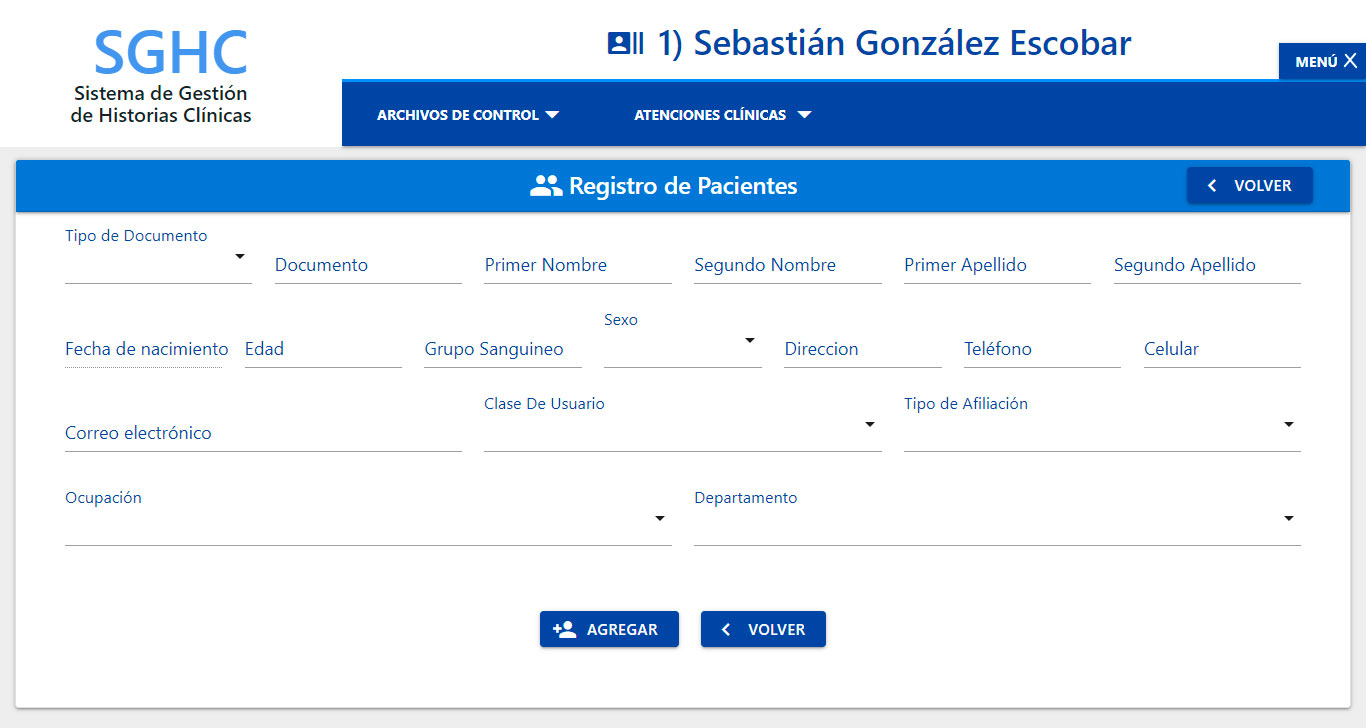 SGHC
Sistema de Gestión
de Historias Clínicas
1) Sebastián González Escobar
MENÚ X
ARCHIVOS DE CONTROL
ATENCIONES CLÍNICAS
Registro de Pacientes
VOLVER
Tipo de Documento
Documento
Primer Nombre
Segundo Nombre
Primer Apellido
Segundo Apellido
Fecha de nacimiento
Edad
Grupo Sanguineo
Sexo
Direccion
Teléfono
Celular
Correo electrónico
Clase De Usuario
Tipo de Afiliación
Ocupación
Departamento
AGREGAR
VOLVER